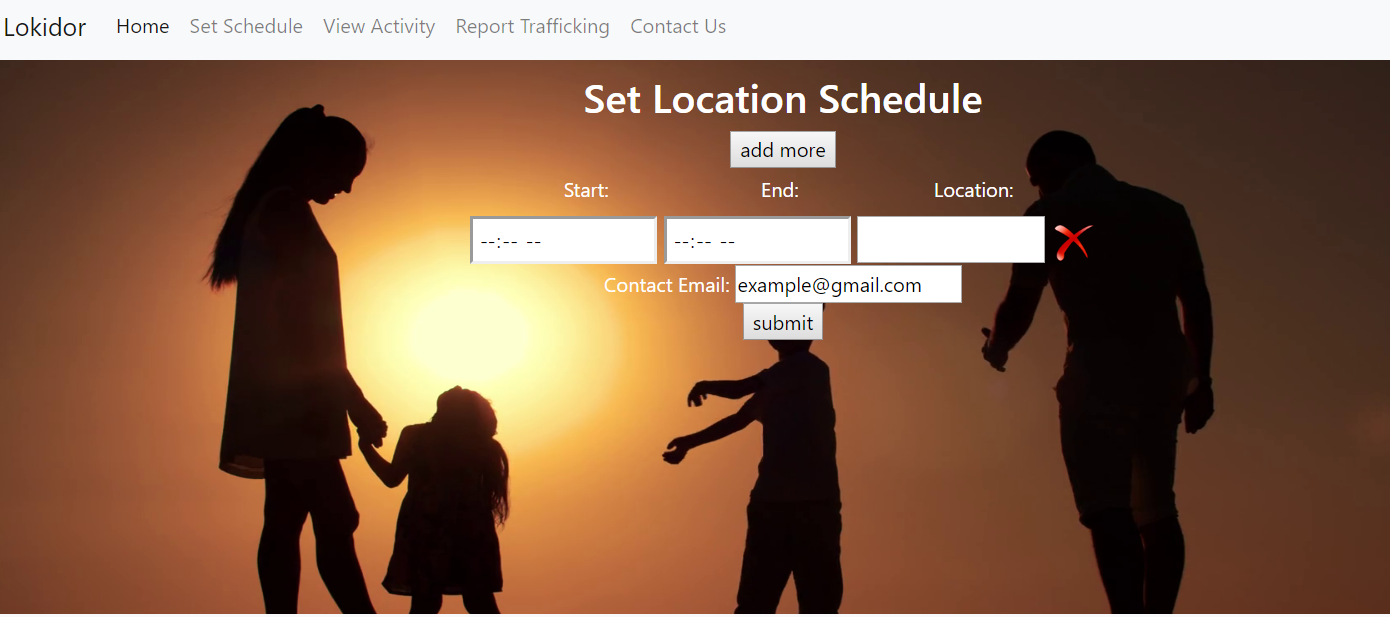 Lokidor Home Set Schedule View Activity Report Trafficking Contact Us
Set Location Schedule
add more
Start: End: Location:
--:-- -- --:-- --
Contact Email: example@gmail.com
submit